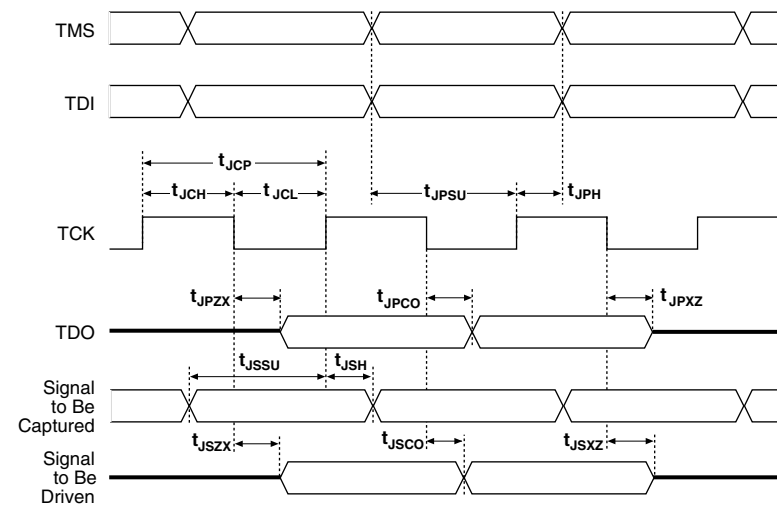 TMS
TDI
tJCP
tJCH
tJCL
tJPSU
tJPH
TCK
tJPZX
tJPCO
tJPXZ
TDO
tJSSU
tJSH
Signal
to Be
Captured
tJSZX
tJSCO
tJSXZ
Signal
to Be
Driven